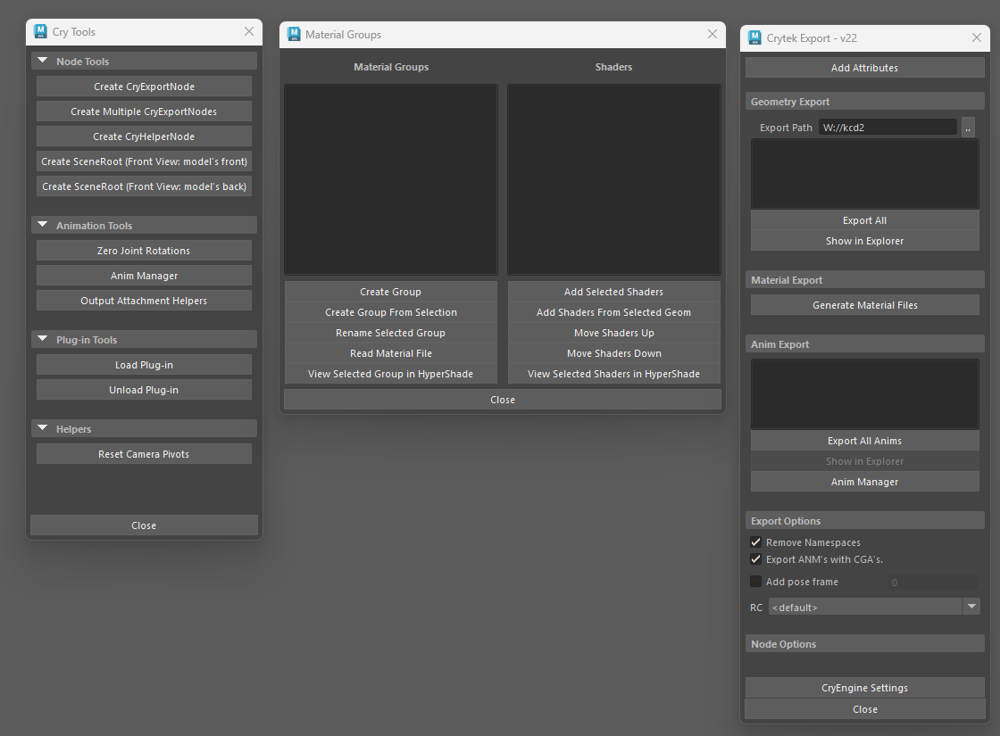 Cry Tools
Node Tools
Create CryExportNode
Create Multiple CryExportNodes
Create CryHelperNode
Create SceneRoot (Front View: model's front)
Create SceneRoot (Front View: model's back)
Animation Tools
Zero Joint Rotations
Anim Manager
Output Attachment Helpers
Plug-in Tools
Load Plug-in
Unload Plug-in
Helpers
Reset Camera Pivots
Close
Material Groups
Material Groups
Shaders
Create Group
Create Group From Selection
Rename Selected Group
Read Material File
View Selected Group in HyperShade
Add Selected Shaders
Add Shaders From Selected Geom
Move Shaders Up
Move Shaders Down
View Selected Shaders in HyperShade
Close
Crytek Export - v22
Add Attributes
Geometry Export
Export Path W://kcd2 ..
Export All
Show in Explorer
Material Export
Generate Material Files
Anim Export
Export All Anims
Show in Explorer
Anim Manager
Export Options
Remove Namespaces
Export ANM's with CGA's.
Add pose frame 0
RC <default>
Node Options
CryEngine Settings
Close